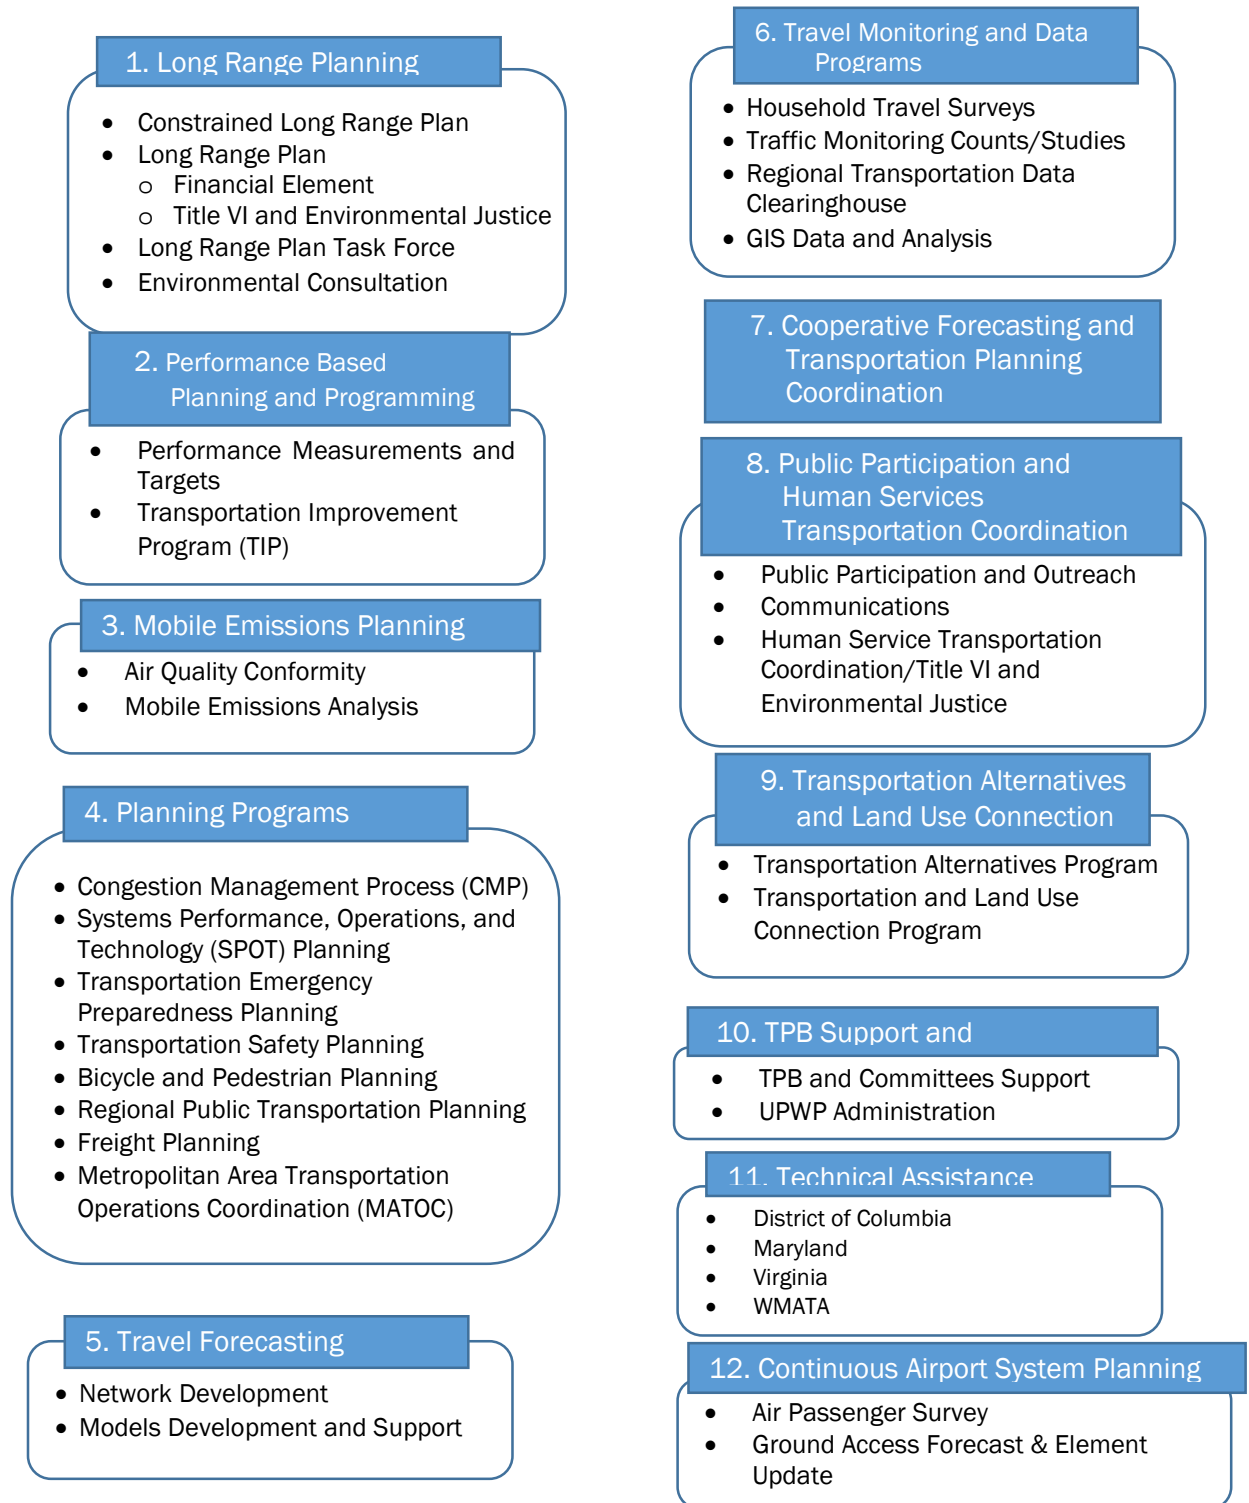 1. Long Range Planning
• Constrained Long Range Plan
• Long Range Plan
o Financial Element
o Title VI and Environmental Justice
• Long Range Plan Task Force
• Environmental Consultation
2. Performance Based
Planning and Programming
• Performance Measurements and
Targets
• Transportation Improvement
Program (TIP)
3. Mobile Emissions Planning
• Air Quality Conformity
• Mobile Emissions Analysis
4. Planning Programs
• Congestion Management Process (CMP)
• Systems Performance, Operations, and
Technology (SPOT) Planning
• Transportation Emergency
Preparedness Planning
• Transportation Safety Planning
• Bicycle and Pedestrian Planning
• Regional Public Transportation Planning
• Freight Planning
• Metropolitan Area Transportation
Operations Coordination (MATOC)
5. Travel Forecasting
• Network Development
• Models Development and Support
6. Travel Monitoring and Data
Programs
• Household Travel Surveys
• Traffic Monitoring Counts/Studies
• Regional Transportation Data
Clearinghouse
• GIS Data and Analysis
7. Cooperative Forecasting and
Transportation Planning
Coordination
8. Public Participation and
Human Services
Transportation Coordination
• Public Participation and Outreach
• Communications
• Human Service Transportation
Coordination/Title VI and
Environmental Justice
9. Transportation Alternatives
and Land Use Connection
• Transportation Alternatives Program
• Transportation and Land Use
Connection Program
10. TPB Support and
• TPB and Committees Support
• UPWP Administration
11. Technical Assistance
• District of Columbia
• Maryland
• Virginia
• WMATA
12. Continuous Airport System Planning
• Air Passenger Survey
• Ground Access Forecast & Element
Update